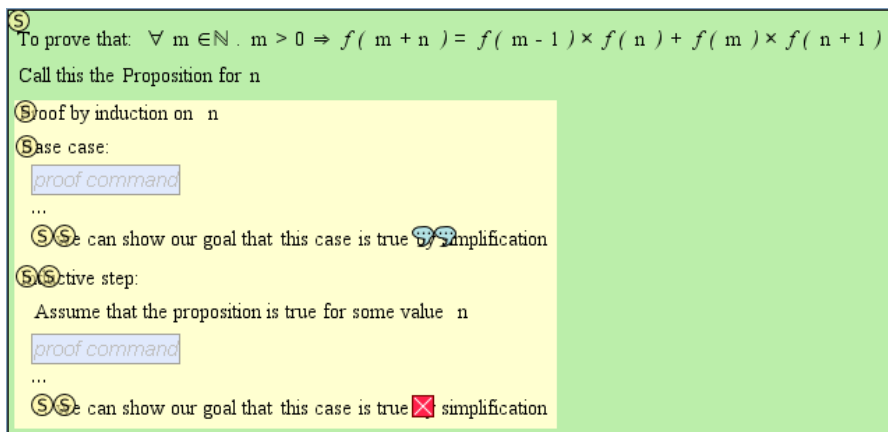 To prove that: ∀ m ∈ℕ . m > 0 ⇒ f( m + n ) = f( m - 1 ) × f( n ) + f( m ) × f( n + 1 )
Call this the Proposition for n
S roof by induction on n
S ase case:
proof command
...
S S e can show our goal that this case is true by simplification
S S ctive step:
Assume that the proposition is true for some value n
proof command
...
S S e can show our goal that this case is true simplification